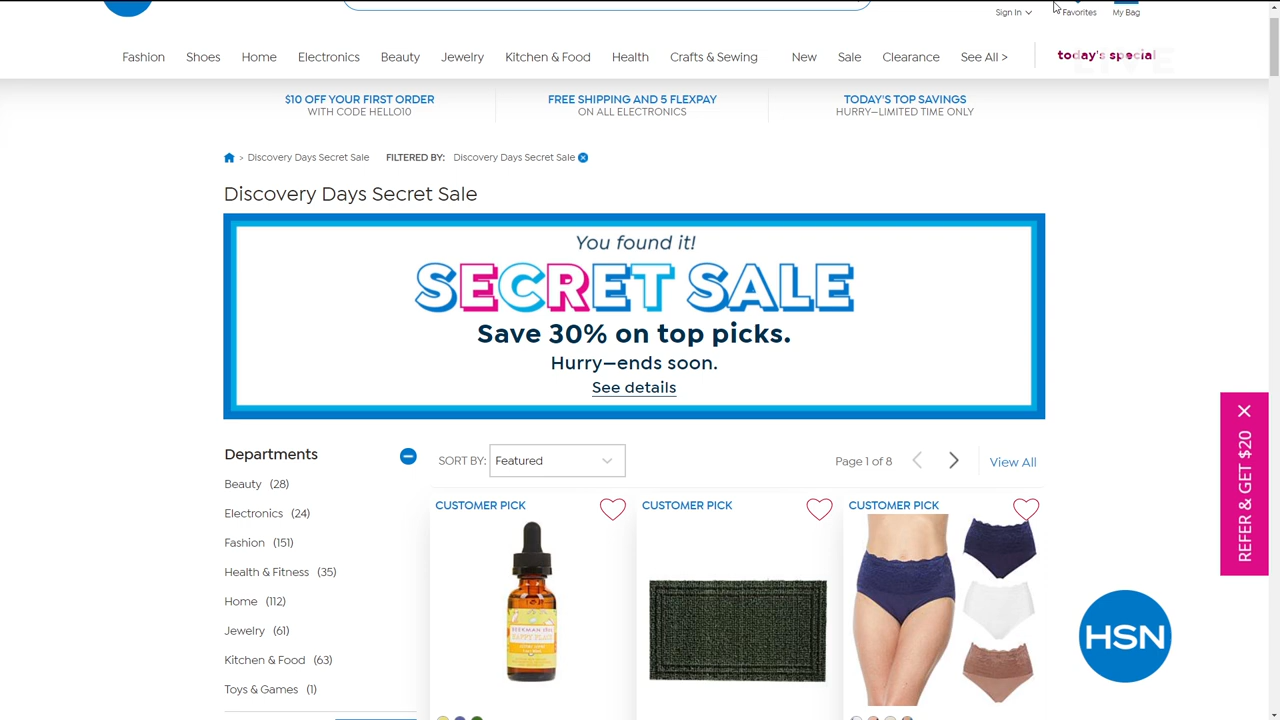 Sign In
Favorites
My Bag
Fashion
Shoes
Home
Electronics
Beauty
Jewelry
Kitchen & Food
Health
Crafts & Sewing
New
Sale
Clearance
See All >
today's special
$10 OFF YOUR FIRST ORDER
WITH CODE HELLO10
FREE SHIPPING AND 5 FLEXPAY
ON ALL ELECTRONICS
TODAY'S TOP SAVINGS
HURRY—LIMITED TIME ONLY
> Discovery Days Secret Sale
FILTERED BY: Discovery Days Secret Sale
Discovery Days Secret Sale
You found it!
SECRET SALE
Save 30% on top picks.
Hurry—ends soon.
See details
Departments
Beauty (28)
Electronics (24)
Fashion (151)
Health & Fitness (35)
Home (112)
Jewelry (61)
Kitchen & Food (63)
Toys & Games (1)
SORT BY: Featured
Page 1 of 8
View All
CUSTOMER PICK
CUSTOMER PICK
CUSTOMER PICK
BEEKMAN 1802
HAPPY PLACE
REFER & GET $20
HSN